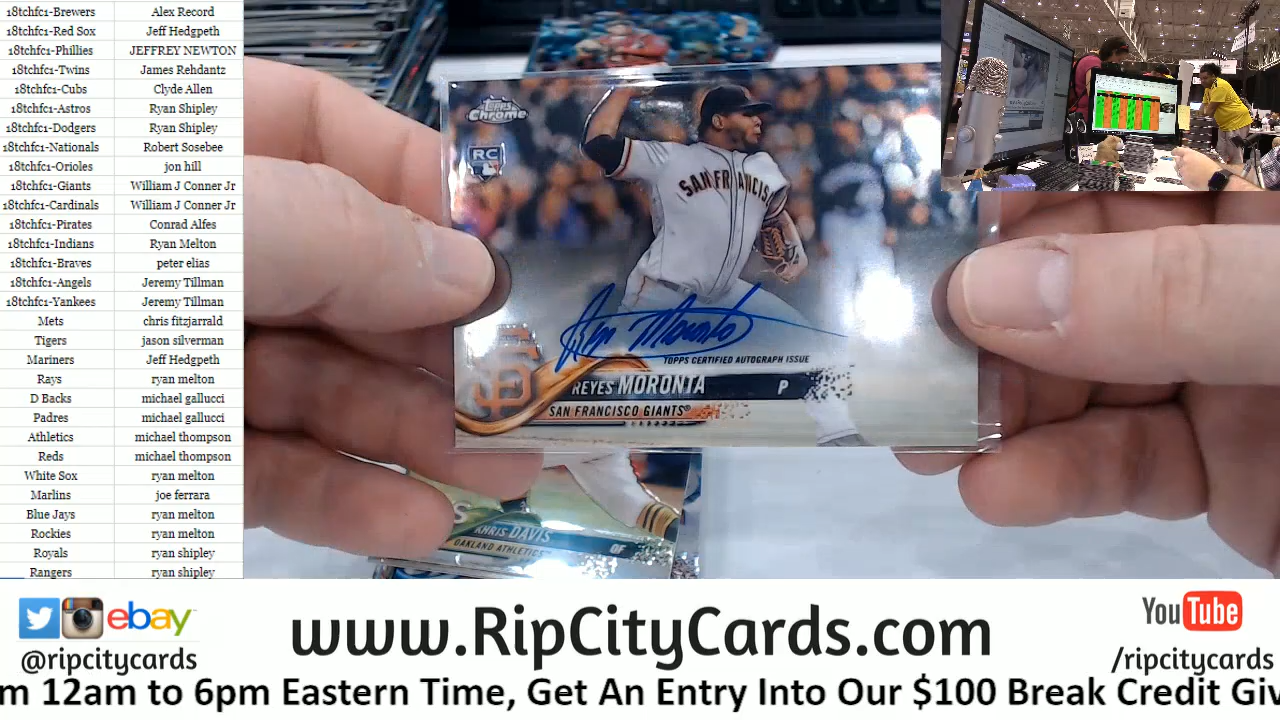 18tchfc1-Brewers Alex Record
18tchfc1-Red Sox Jeff Hedgpeth
18tchfc1-Phillies JEFFREY NEWTON
18tchfc1-Twins James Rehdantz
18tchfc1-Cubs Clyde Allen
18tchfc1-Astros Ryan Shipley
18tchfc1-Dodgers Ryan Shipley
18tchfc1-Nationals Robert Sosebee
18tchfc1-Orioles jon hill
18tchfc1-Giants William J Conner Jr
18tchfc1-Cardinals William J Conner Jr
18tchfc1-Pirates Conrad Alfes
18tchfc1-Indians Ryan Melton
18tchfc1-Braves peter elias
18tchfc1-Angels Jeremy Tillman
18tchfc1-Yankees Jeremy Tillman
Mets chris fitzjarrald
Tigers jason silverman
Mariners Jeff Hedgpeth
Rays ryan melton
D Backs michael gallucci
Padres michael gallucci
Athletics michael thompson
Reds michael thompson
White Sox ryan melton
Marlins joe ferrara
Blue Jays ryan melton
Rockies ryan melton
Royals ryan shipley
Rangers ryan shipley
Topps Chrome
RC
SAN FRANCISC
Reyes Moronta
TOPPS CERTIFIED AUTOGRAPH ISSUE
REYES MORONTA P
SAN FRANCISCO GIANTS®
S
KHRIS DAVIS
OAKLAND ATHLETICS OF
ebay
@ripcitycards
www.RipCityCards.com
YouTube
/ripcitycards
m 12am to 6pm Eastern Time, Get An Entry Into Our $100 Break Credit Giv